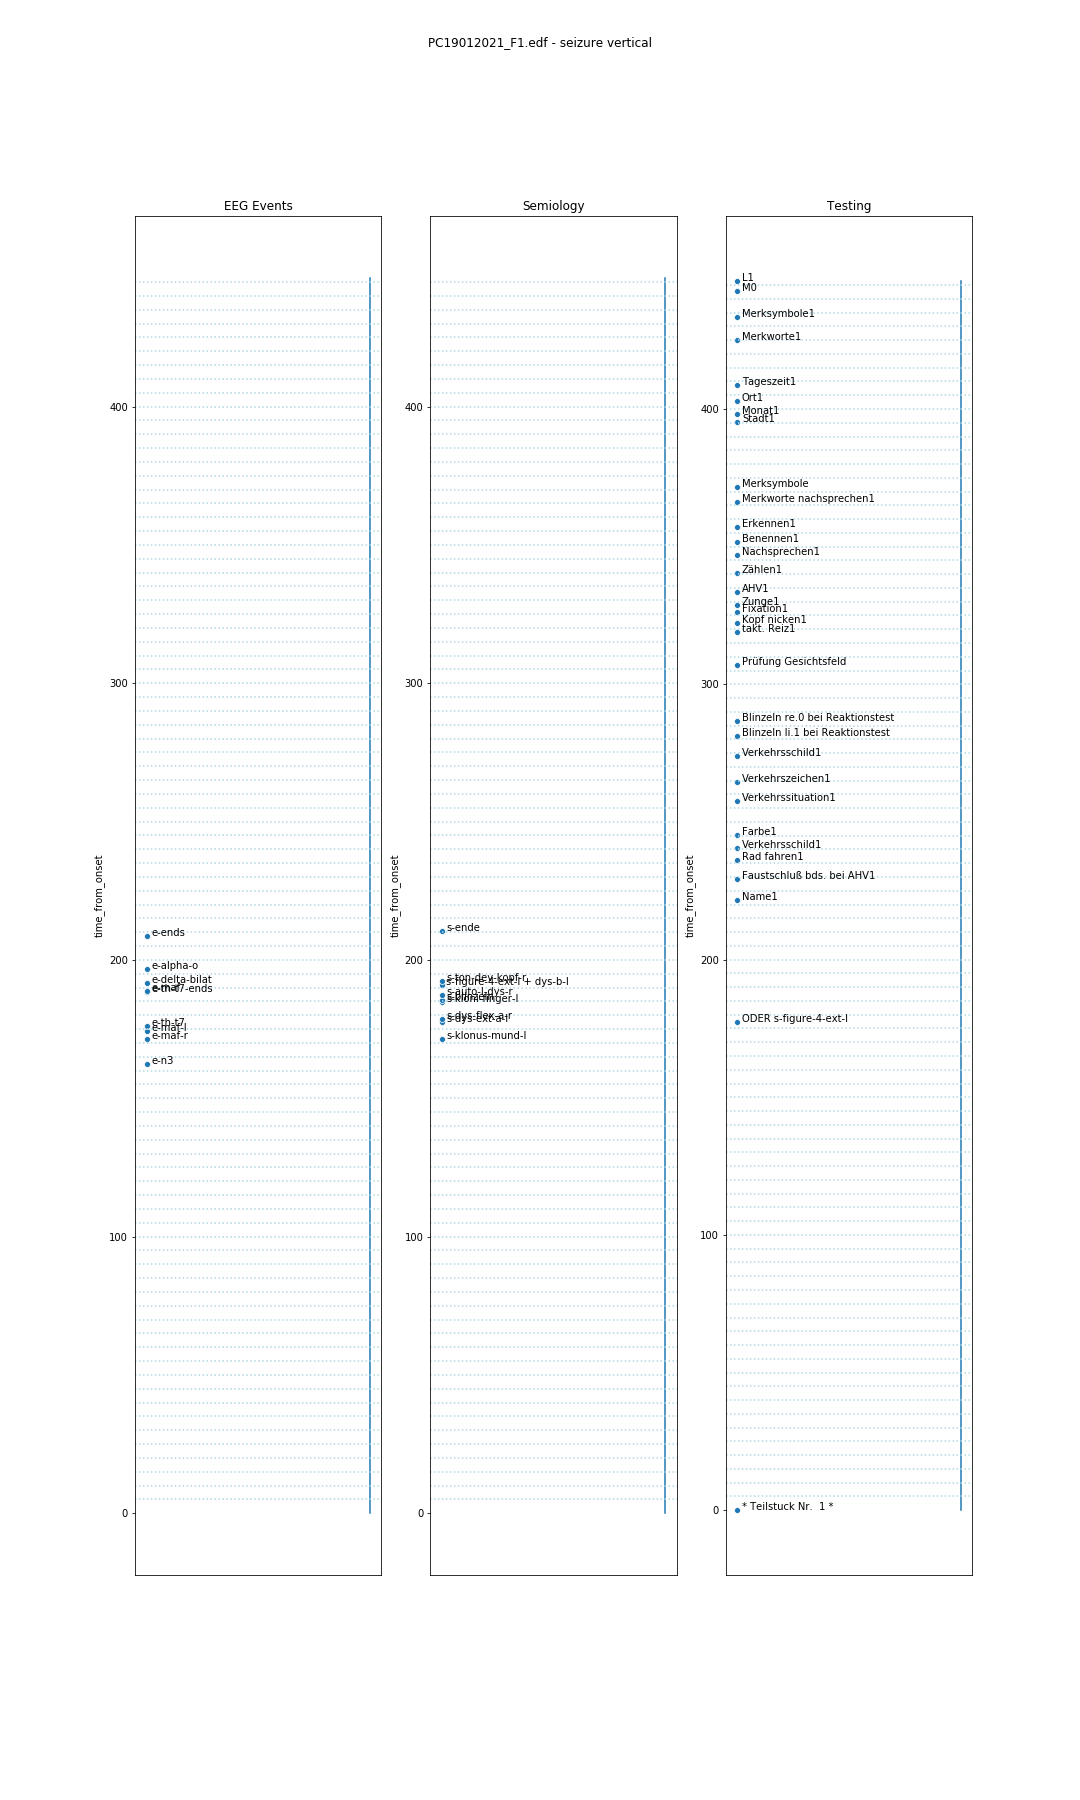 PC19012021_F1.edf - seizure vertical
EEG Events
400
300
200
100
0
time_from_onset
e-ends
e-alpha-o
e-delta-bilat
e-th-t7-ends
e-th-t7
e-maf-l
e-maf-r
e-n3
Semiology
400
300
200
100
0
time_from_onset
s-ende
s-ton-dev-kopf-r
s-figure-4-ext-l + dys-b-l
s-auto-l-dys-r
s-kloni-finger-l
s-dys-flex-a-r
s-dys-ext-a-l
s-klonus-mund-l
Testing
400
300
200
100
0
time_from_onset
L1
M0
Merksymbole1
Merkworte1
Tageszeit1
Ort1
Monat1
Stadt1
Merksymbole
Merkworte nachsprechen1
Erkennen1
Benennen1
Nachsprechen1
Zählen1
AHV1
Zunge1
Fixation1
Kopf nicken1
takt. Reiz1
Prüfung Gesichtsfeld
Blinzeln re.0 bei Reaktionstest
Blinzeln li.1 bei Reaktionstest
Verkehrsschild1
Verkehrszeichen1
Verkehrssituation1
Farbe1
Verkehrsschild1
Rad fahren1
Faustschluß bds. bei AHV1
Name1
ODER s-figure-4-ext-l
* Teilstuck Nr.  1 *